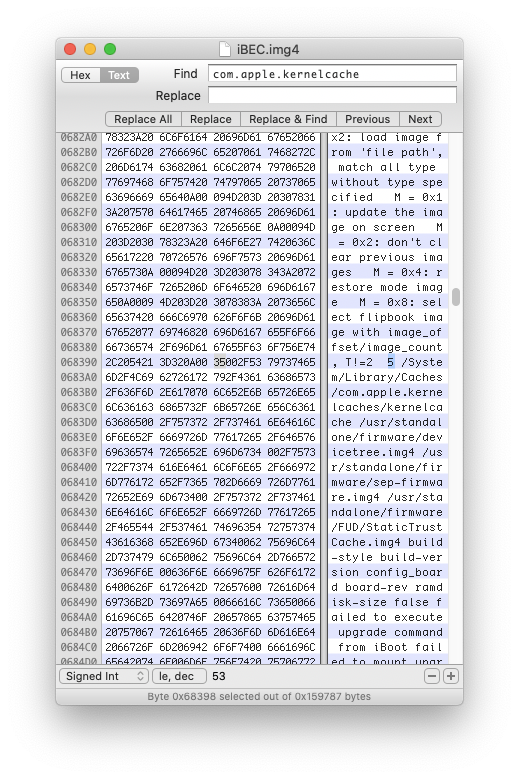 iBEC.img4
Hex Text Find com.apple.kernelcache
Replace
Replace All Replace Replace & Find Previous Next
0682A0 78323A20 6C6F6164 20696D61 67652066 x2: load image f
0682B0 726F6D20 2766696C 65207061 7468272C rom 'file path',
0682C0 206D6174 63682061 6C6C2074 79706520 match all type
0682D0 77697468 6F757420 74797065 20737065 without type spe
0682E0 63696669 65640A00 094D203D 20307831 cified M = 0x1
0682F0 3A207570 64617465 20746865 20696D61 : update the ima
068300 6765206F 6E207363 7265656E 0A00094D ge on screen M
068310 203D2030 78323A20 646F6E27 7420636C = 0x2: don't cl
068320 65617220 70726576 696F7573 20696D61 ear previous ima
068330 6765730A 00094D20 3D203078 343A2072 ges M = 0x4: r
068340 6573746F 7265206D 6F646520 696D6167 estore mode imag
068350 650A0009 4D203D20 3078383A 2073656C e M = 0x8: sel
068360 65637420 666C6970 626F6F6B 20696D61 ect flipbook ima
068370 67652077 69746820 696D6167 655F6F66 ge with image_of
068380 66736574 2F696D61 67655F63 6F756E74 fset/image_count
068390 2C205421 3D320A00 35002F53 79737465 , T!=2 5 /Syste
0683A0 6D2F4C69 62726172 792F4361 63686573 m/Library/Caches
0683B0 2F636F6D 2E617070 6C652E6B 65726E65 /com.apple.kerne
0683C0 6C636163 6865732F 6B65726E 656C6361 lcaches/kernelca
0683D0 63686500 2F757372 2F737461 6E64616C che /usr/standal
0683E0 6F6E652F 6669726D 77617265 2F646576 one/firmware/dev
0683F0 69636574 7265652E 696D6734 002F7573 icetree.img4 /us
068400 722F7374 616E6461 6C6F6E65 2F666972 r/standalone/fir
068410 6D776172 652F7365 702D6669 726D7761 mware/sep-firmwa
068420 72652E69 6D673400 2F757372 2F737461 re.img4 /usr/sta
068430 6E64616C 6F6E652F 6669726D 77617265 ndalone/firmware
068440 2F465544 2F537461 74696354 72757374 /FUD/StaticTrust
068450 43616368 652E696D 67340062 75696C64 Cache.img4 build
068460 2D737479 6C650062 75696C64 2D766572 -style build-ver
068470 73696F6E 00636F6E 6669675F 626F6172 sion config_boar
068480 6400626F 6172642D 72657600 72616D64 d board-rev ramd
068490 69736B2D 73697A65 0066616C 73650066 isk-size false f
0684A0 61696C65 6420746F 20657865 63757465 ailed to execute
0684B0 20757067 72616465 20636F6D 6D616E64 upgrade command
0684C0 2066726F 6D206942 6F6F7400 6661696C from iBoot fail
0684D0 65642074 6F206D6F 756E7420 75706772 ed to mount upgr
Signed Int le, dec 53
Byte 0x68398 selected out of 0x159787 bytes